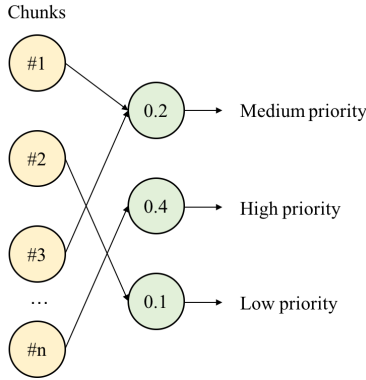 Chunks
#1
0.2
Medium priority
#2
0.4
High priority
#3
...
0.1
Low priority
#n